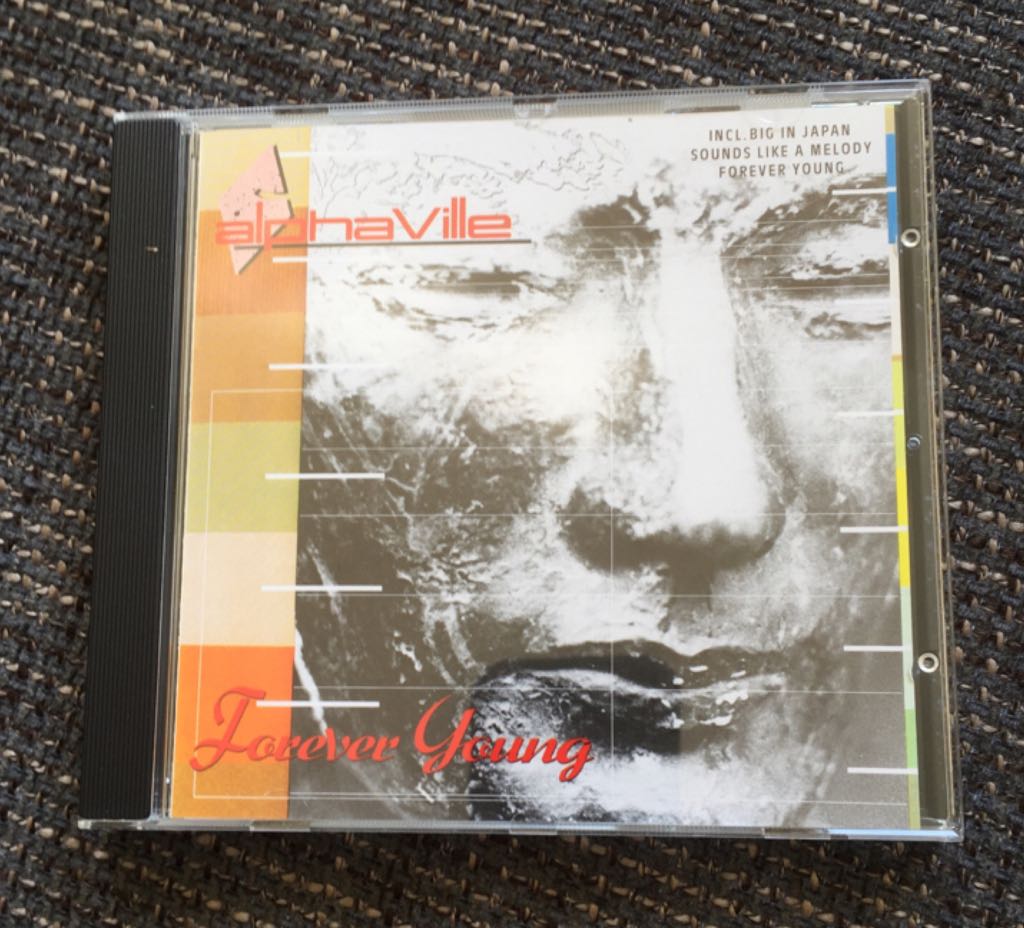 INCL. BIG IN JAPAN
SOUNDS LIKE A MELODY
FOREVER YOUNG
alphaville
Forever Young